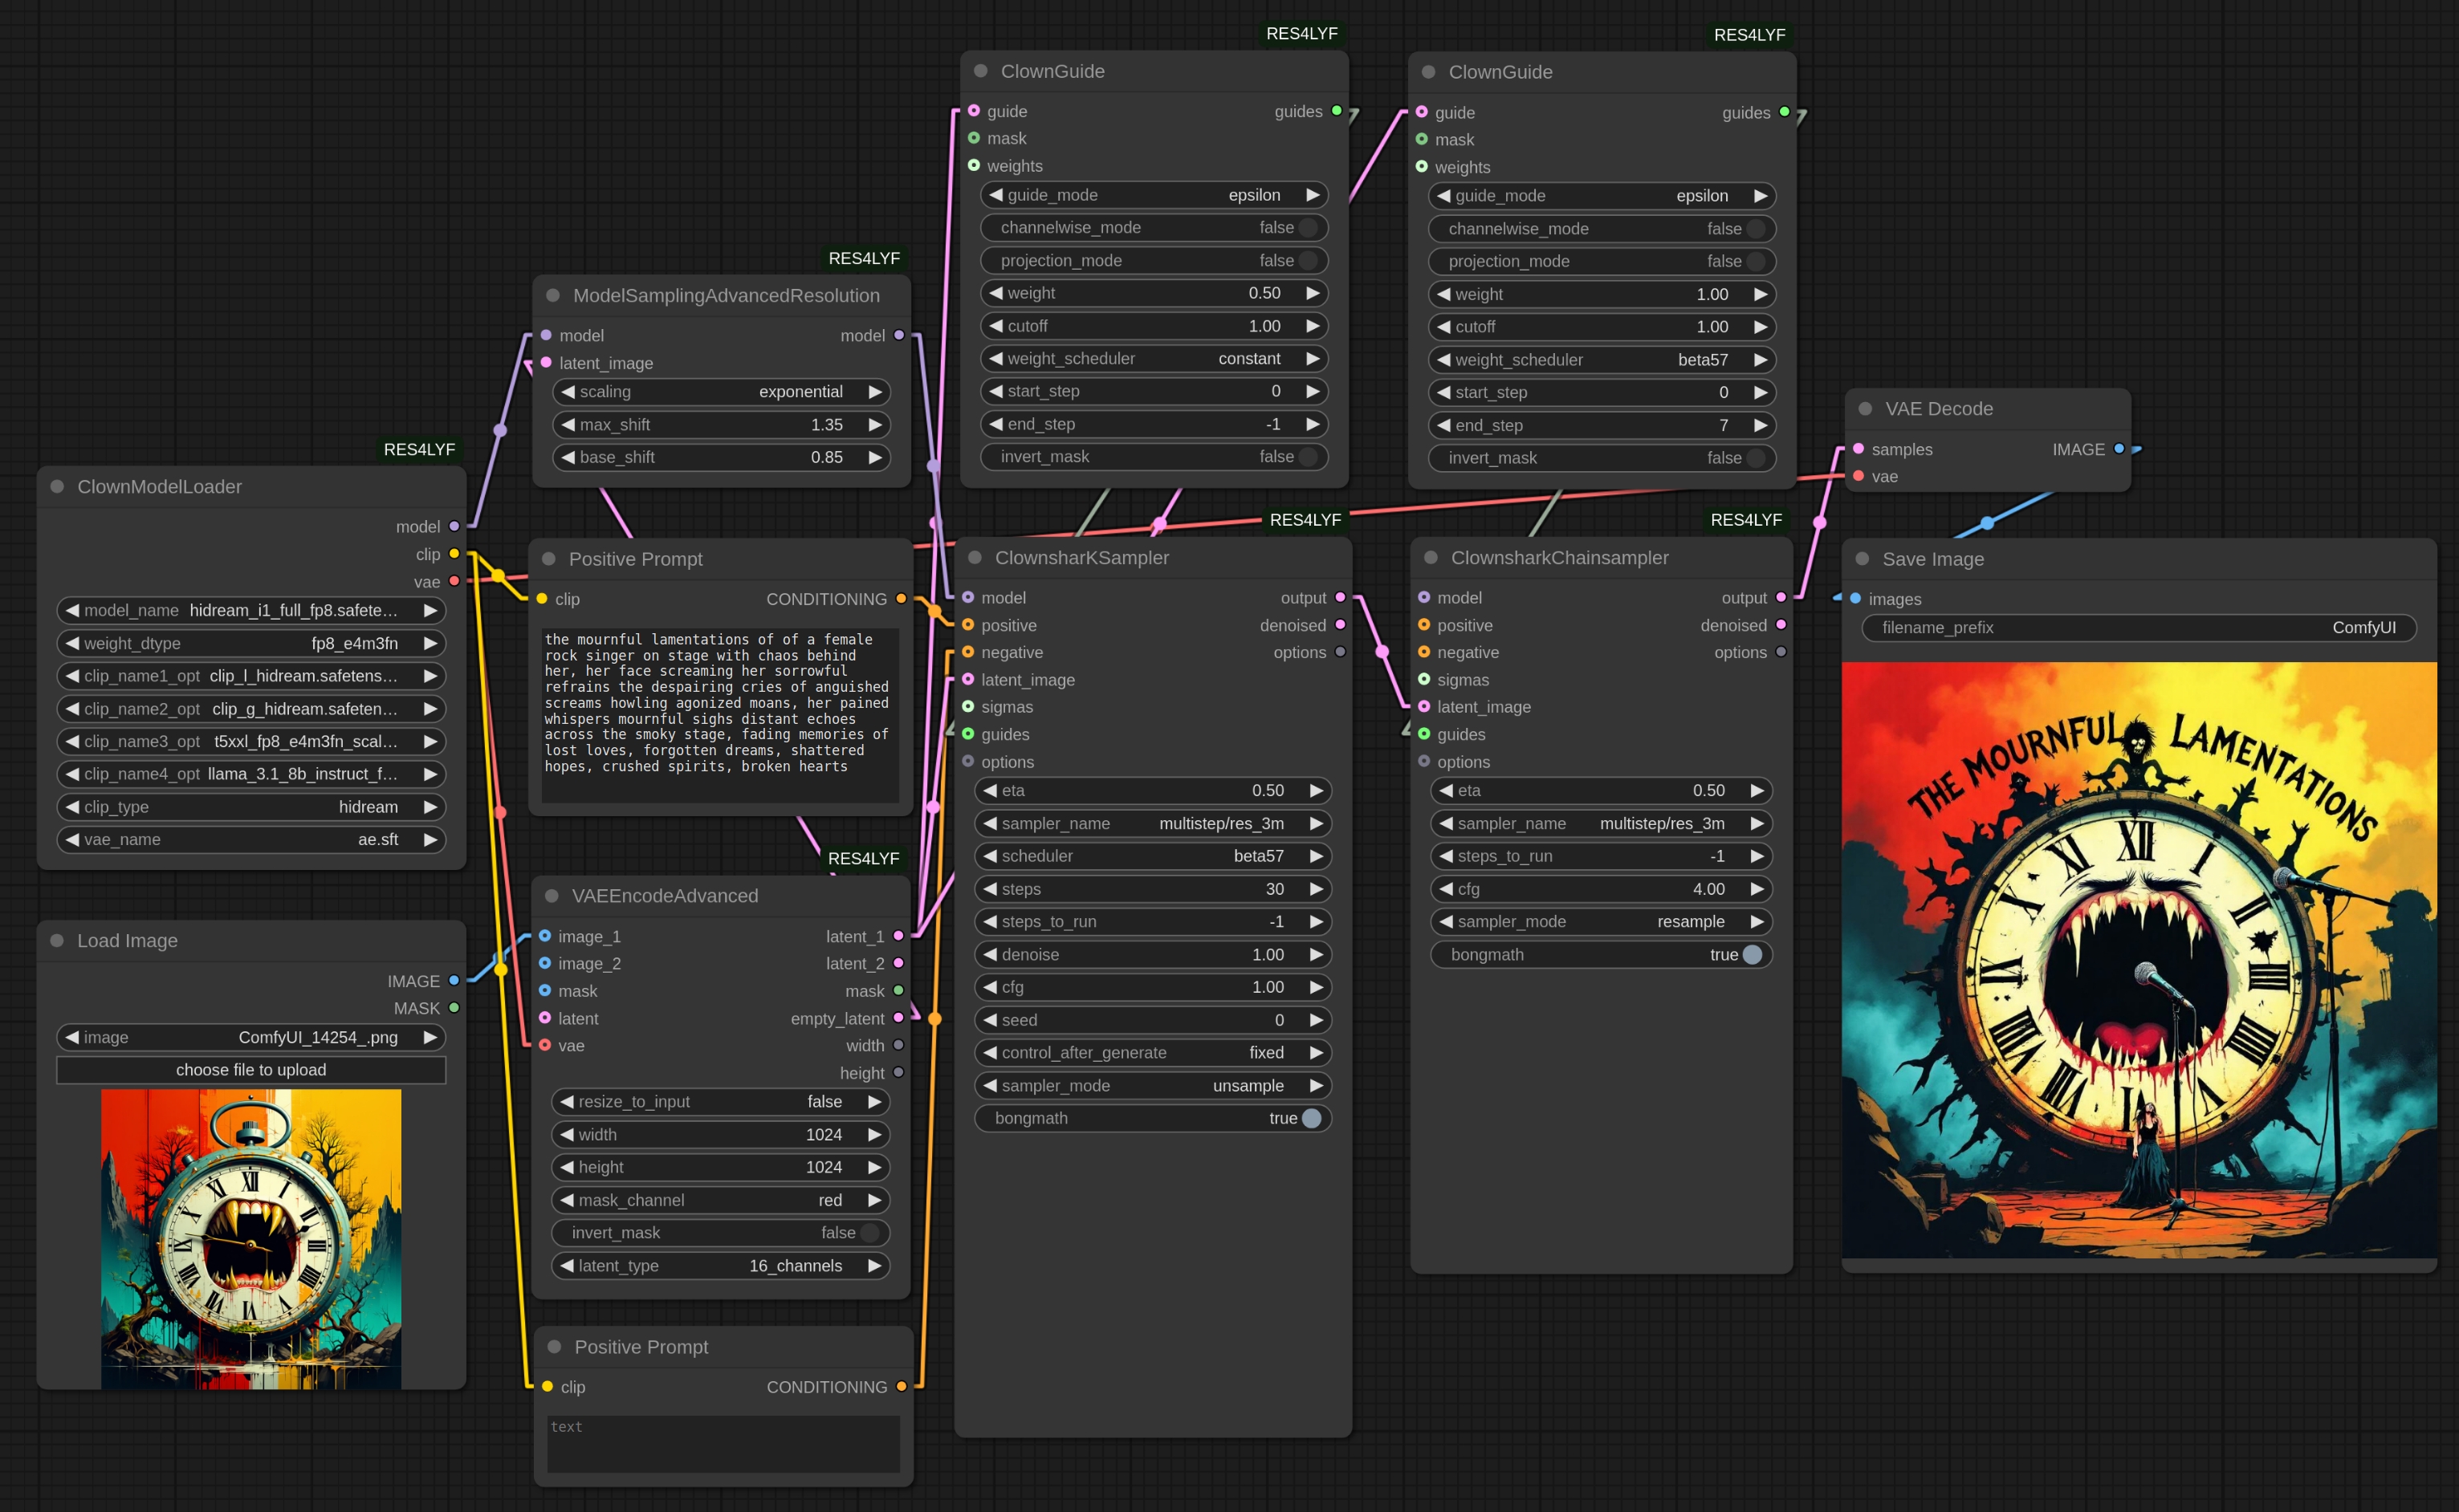 RES4LYF
ClownModelLoader
model
clip
vae
model_name hidream_i1_full_fp8.safete...
weight_dtype fp8_e4m3fn
clip_name1_opt clip_l_hidream.safetens...
clip_name2_opt clip_g_hidream.safeten...
clip_name3_opt t5xxl_fp8_e4m3fn_scal...
clip_name4_opt llama_3.1_8b_instruct_f...
clip_type hidream
vae_name ae.sft
Load Image
IMAGE
MASK
image ComfyUI_14254_.png
choose file to upload
XII
RES4LYF
ModelSamplingAdvancedResolution
model model
latent_image
scaling exponential
max_shift 1.35
base_shift 0.85
Positive Prompt
clip CONDITIONING
the mournful lamentations of of a female
rock singer on stage with chaos behind
her, her face screaming her sorrowful
refrains the despairing cries of anguished
screams howling agonized moans, her pained
whispers mournful sighs distant echoes
across the smoky stage, fading memories of
lost loves, forgotten dreams, shattered
hopes, crushed spirits, broken hearts
RES4LYF
VAEEncodeAdvanced
image_1 latent_1
image_2 latent_2
mask mask
latent empty_latent
vae width
height
resize_to_input false
width 1024
height 1024
mask_channel red
invert_mask false
latent_type 16_channels
Positive Prompt
clip CONDITIONING
text
RES4LYF
ClownGuide
guide guides
mask
weights
guide_mode epsilon
channelwise_mode false
projection_mode false
weight 0.50
cutoff 1.00
weight_scheduler constant
start_step 0
end_step -1
invert_mask false
RES4LYF
ClownGuide
guide guides
mask
weights
guide_mode epsilon
channelwise_mode false
projection_mode false
weight 1.00
cutoff 1.00
weight_scheduler beta57
start_step 0
end_step 7
invert_mask false
RES4LYF
ClownsharKSampler
model output
positive denoised
negative options
latent_image
sigmas
guides
options
eta 0.50
sampler_name multistep/res_3m
scheduler beta57
steps 30
steps_to_run -1
denoise 1.00
cfg 1.00
seed 0
control_after_generate fixed
sampler_mode unsample
bongmath true
RES4LYF
ClownsharkChainsampler
model output
positive denoised
negative options
sigmas
latent_image
guides
options
eta 0.50
sampler_name multistep/res_3m
steps_to_run -1
cfg 4.00
sampler_mode resample
bongmath true
VAE Decode
samples IMAGE
vae
Save Image
images
filename_prefix ComfyUI
THE MOURNFUL LAMENTATIONS
XII